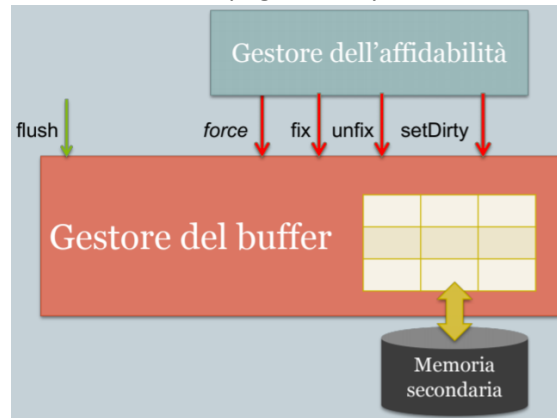 Gestore dell'affidabilità
flush force fix unfix setDirty
Gestore del buffer
Memoria
secondaria